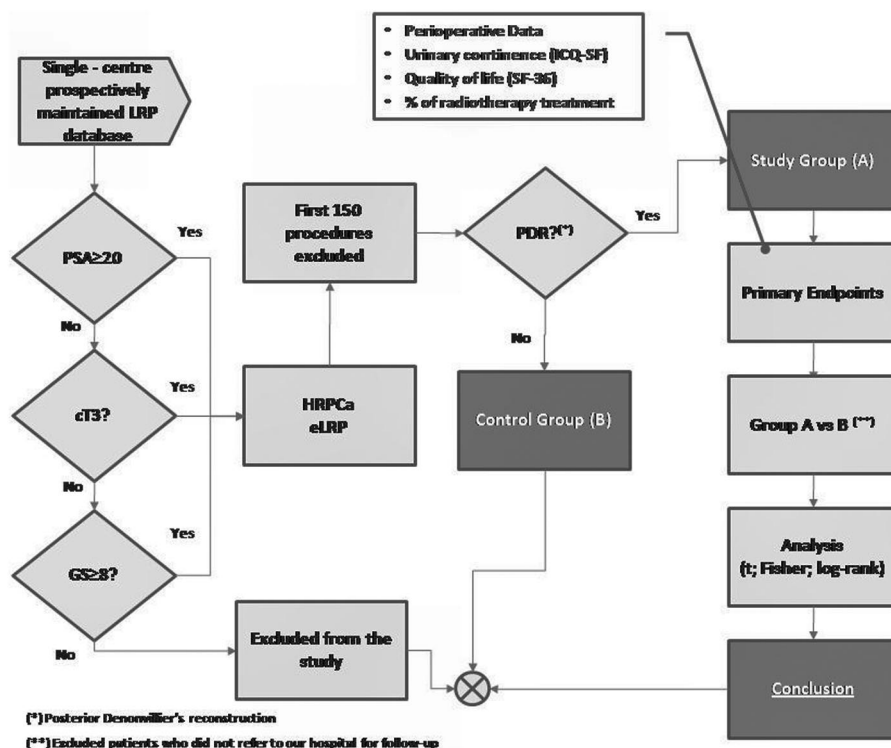 • Perioperative Data
• Urinary continence (ICQ-SF)
• Quality of life (SF-36)
• % of radiotherapy treatment
Single - centre
prospectively
maintained LRP
database
Study Group (A)
First 150
procedures
excluded
PDR?(*)
Yes
Yes
PSA≥20
No
Primary Endpoints
No
cT3?
Yes
HRPCa
eLRP
Control Group (B)
Group A vs B (**)
No
GS≥8?
Yes
Analysis
(t; Fisher; log-rank)
No
Excluded from the
study
Conclusion
(*) Posterior Denonvillier's reconstruction
(**) Excluded patients who did not refer to our hospital for follow-up